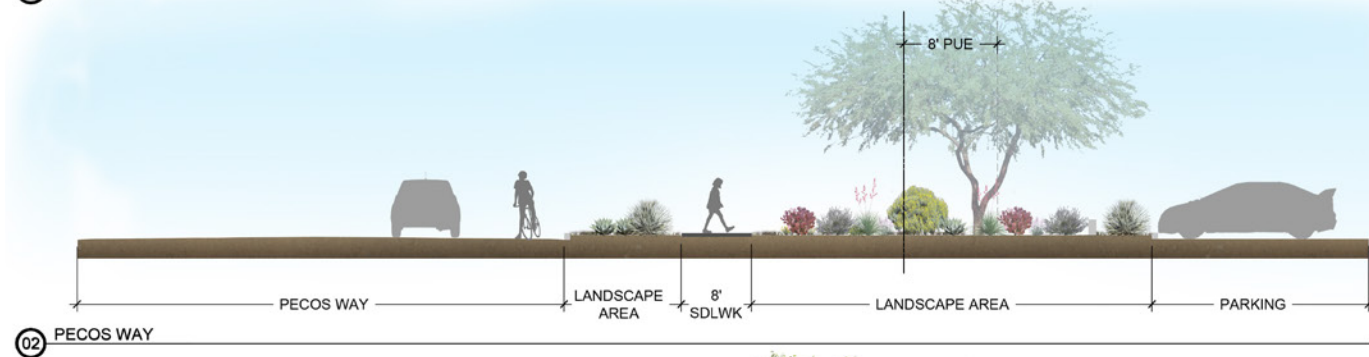 8' PUE
PECOS WAY
LANDSCAPE
AREA
8'
SDLWK
LANDSCAPE AREA
PARKING
02 PECOS WAY